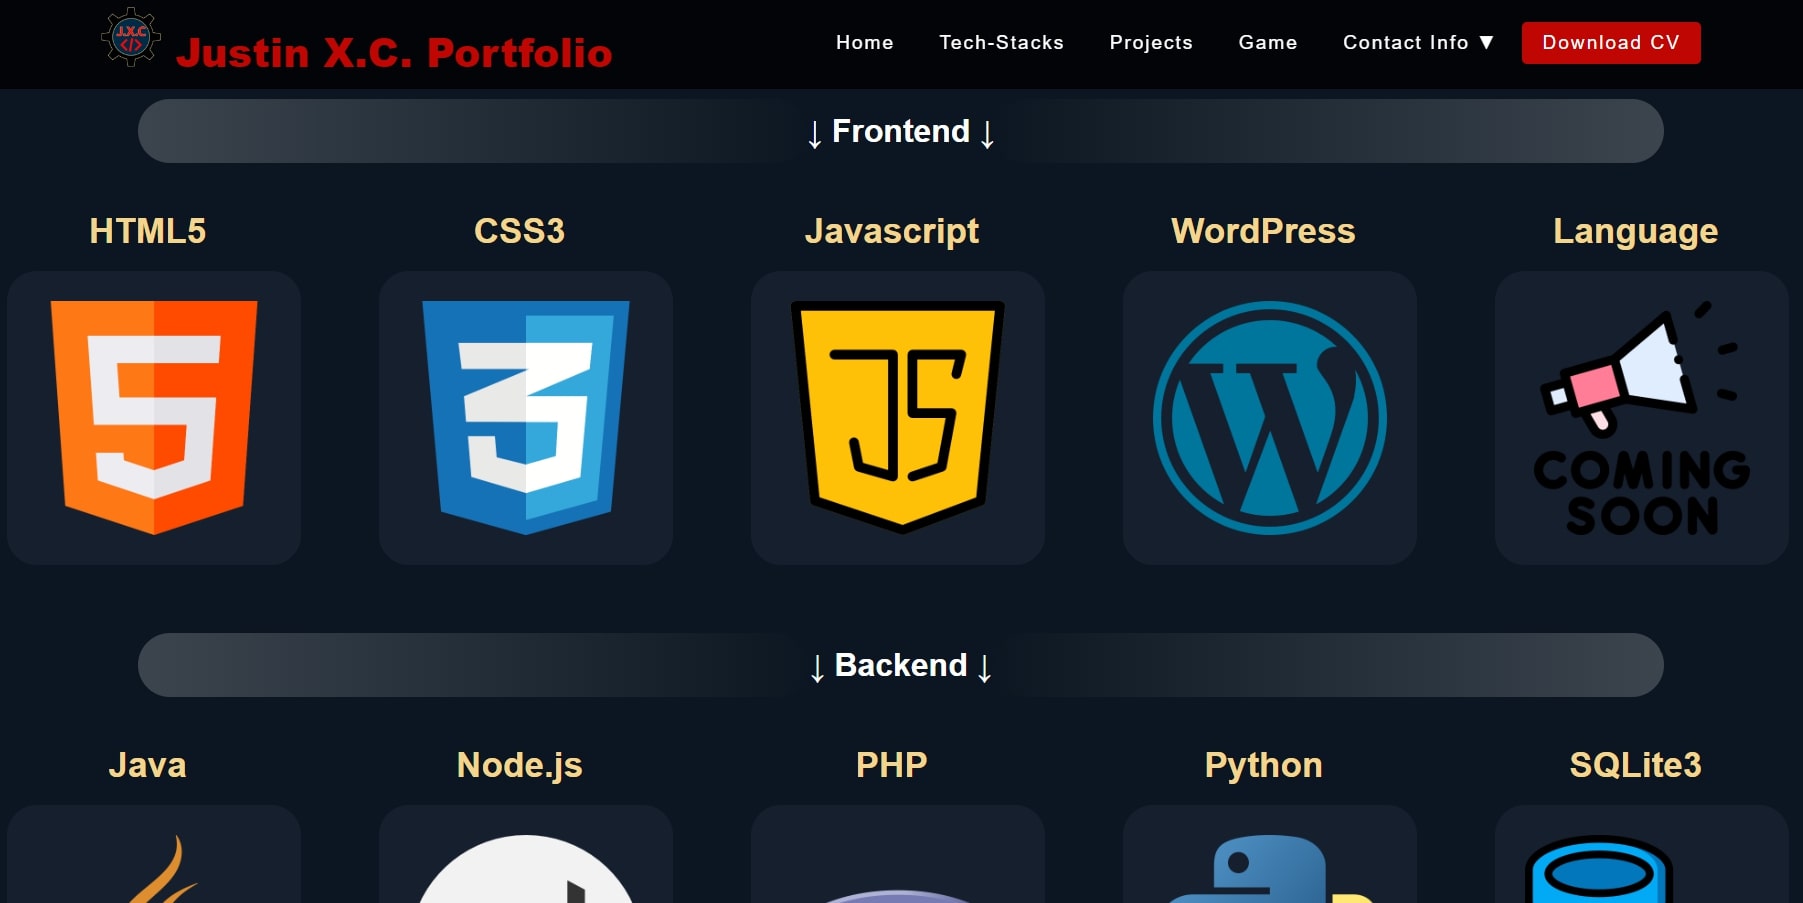 J.X.C
</>
Justin X.C. Portfolio
Home Tech-Stacks Projects Game Contact Info ▼ Download CV
↓ Frontend ↓
HTML5 CSS3 Javascript WordPress Language
5 3 JS W
COMING
SOON
↓ Backend ↓
Java Node.js PHP Python SQLite3